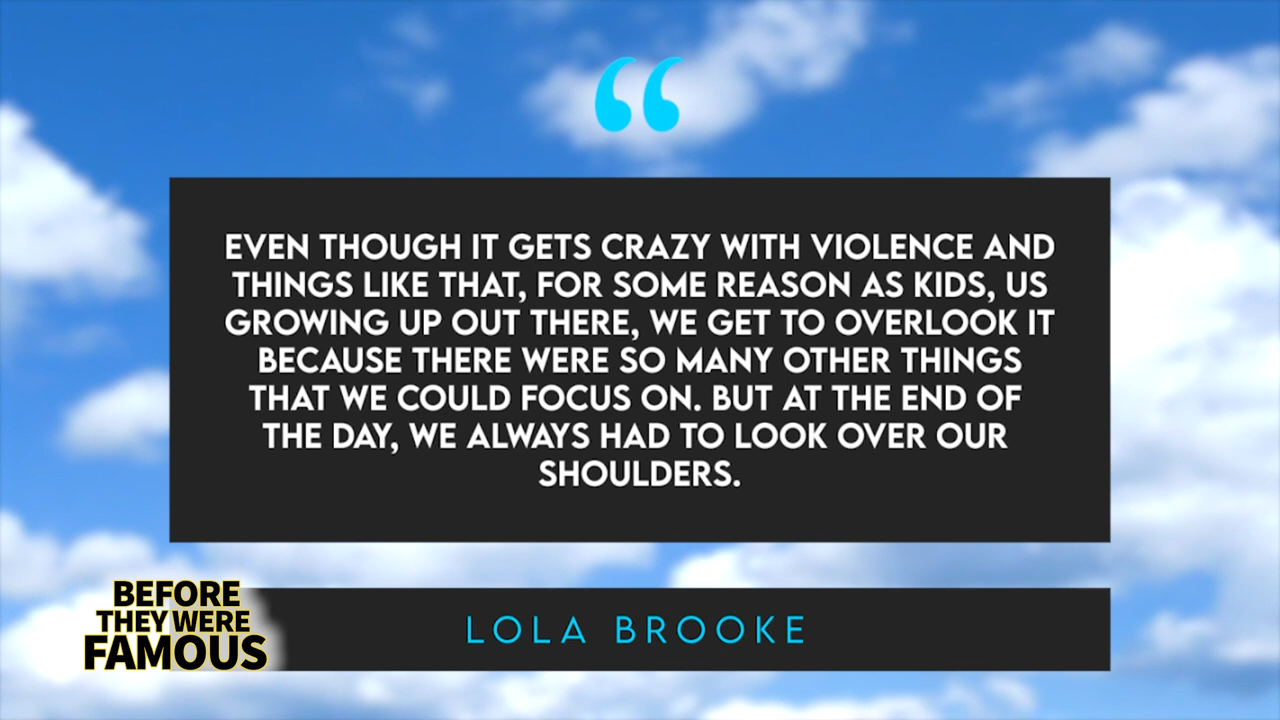 “
EVEN THOUGH IT GETS CRAZY WITH VIOLENCE AND
THINGS LIKE THAT, FOR SOME REASON AS KIDS, US
GROWING UP OUT THERE, WE GET TO OVERLOOK IT
BECAUSE THERE WERE SO MANY OTHER THINGS
THAT WE COULD FOCUS ON. BUT AT THE END OF
THE DAY, WE ALWAYS HAD TO LOOK OVER OUR
SHOULDERS.
LOLA BROOKE
BEFORE
THEY WERE
FAMOUS